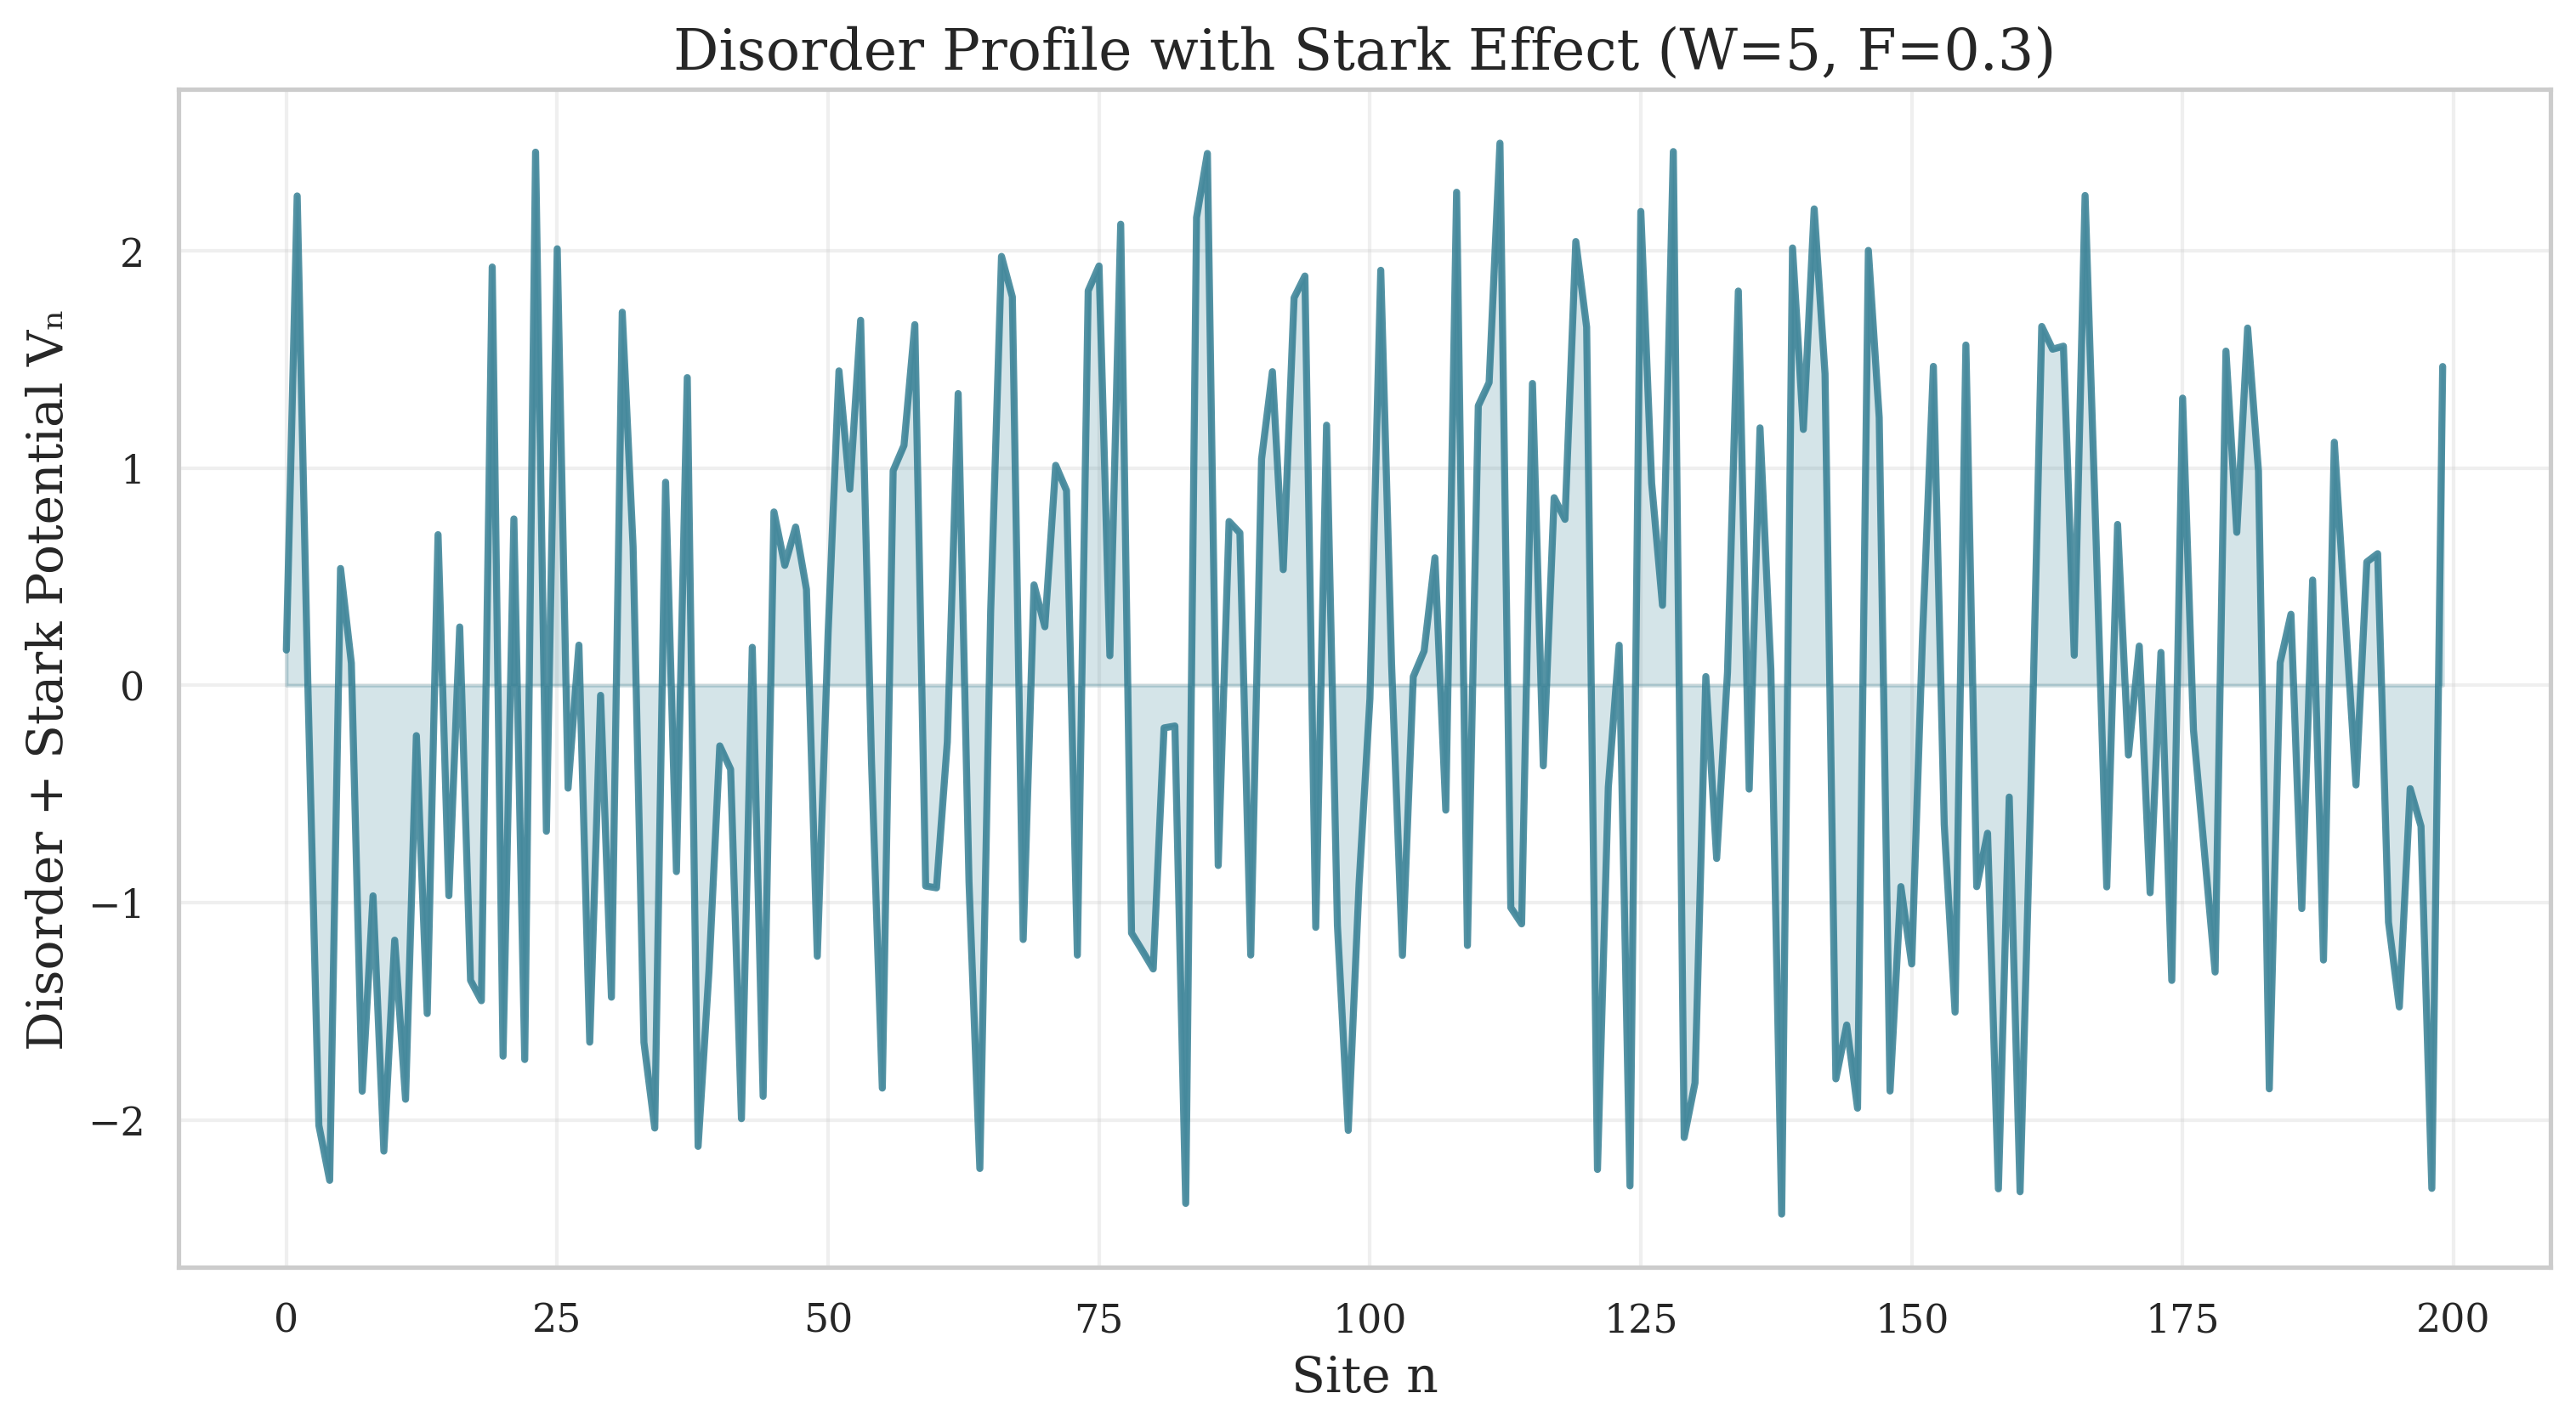 Disorder Profile with Stark Effect (W=5, F=0.3)
Disorder + Stark Potential Vₙ
2
1
0
−1
−2
0 25 50 75 100 125 150 175 200
Site n